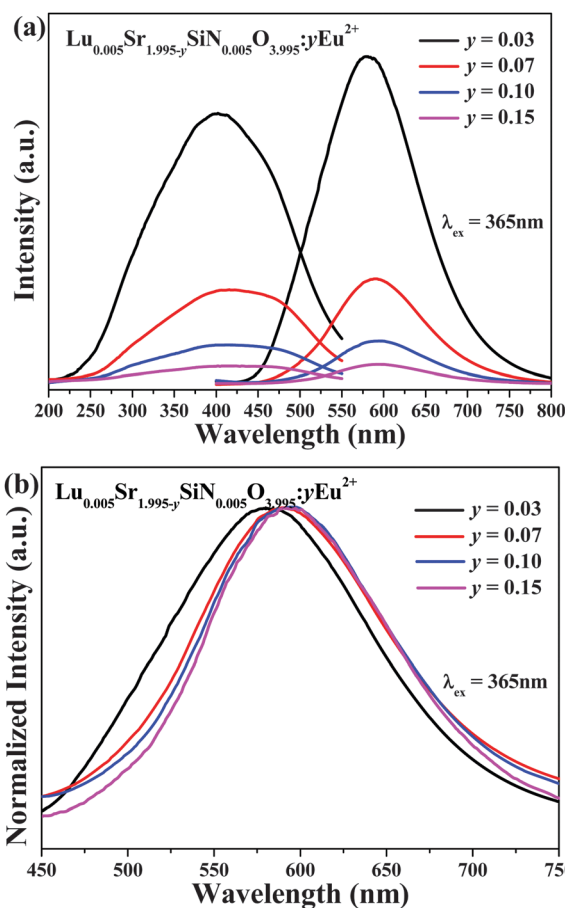 (a)
Lu0.005Sr1.995-ySiN0.005O3.995:yEu2+
y = 0.03
y = 0.07
y = 0.10
y = 0.15
λex = 365nm
Intensity (a.u.)
200 250 300 350 400 450 500 550 600 650 700 750 800
Wavelength (nm)
(b)
Lu0.005Sr1.995-ySiN0.005O3.995:yEu2+
y = 0.03
y = 0.07
y = 0.10
y = 0.15
λex = 365nm
Normalized Intensity (a.u.)
450 500 550 600 650 700 75
Wavelength (nm)